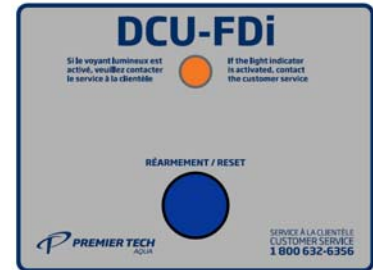 DCU-FDi
Si le voyant lumineux est
activé, veuillez contacter
le service à la clientèle
If the light indicator
is activated, contact
the customer service
RÉARMEMENT / RESET
PREMIER TECH
AQUA
SERVICE À LA CLIENTÈLE
CUSTOMER SERVICE
1 800 632-6356